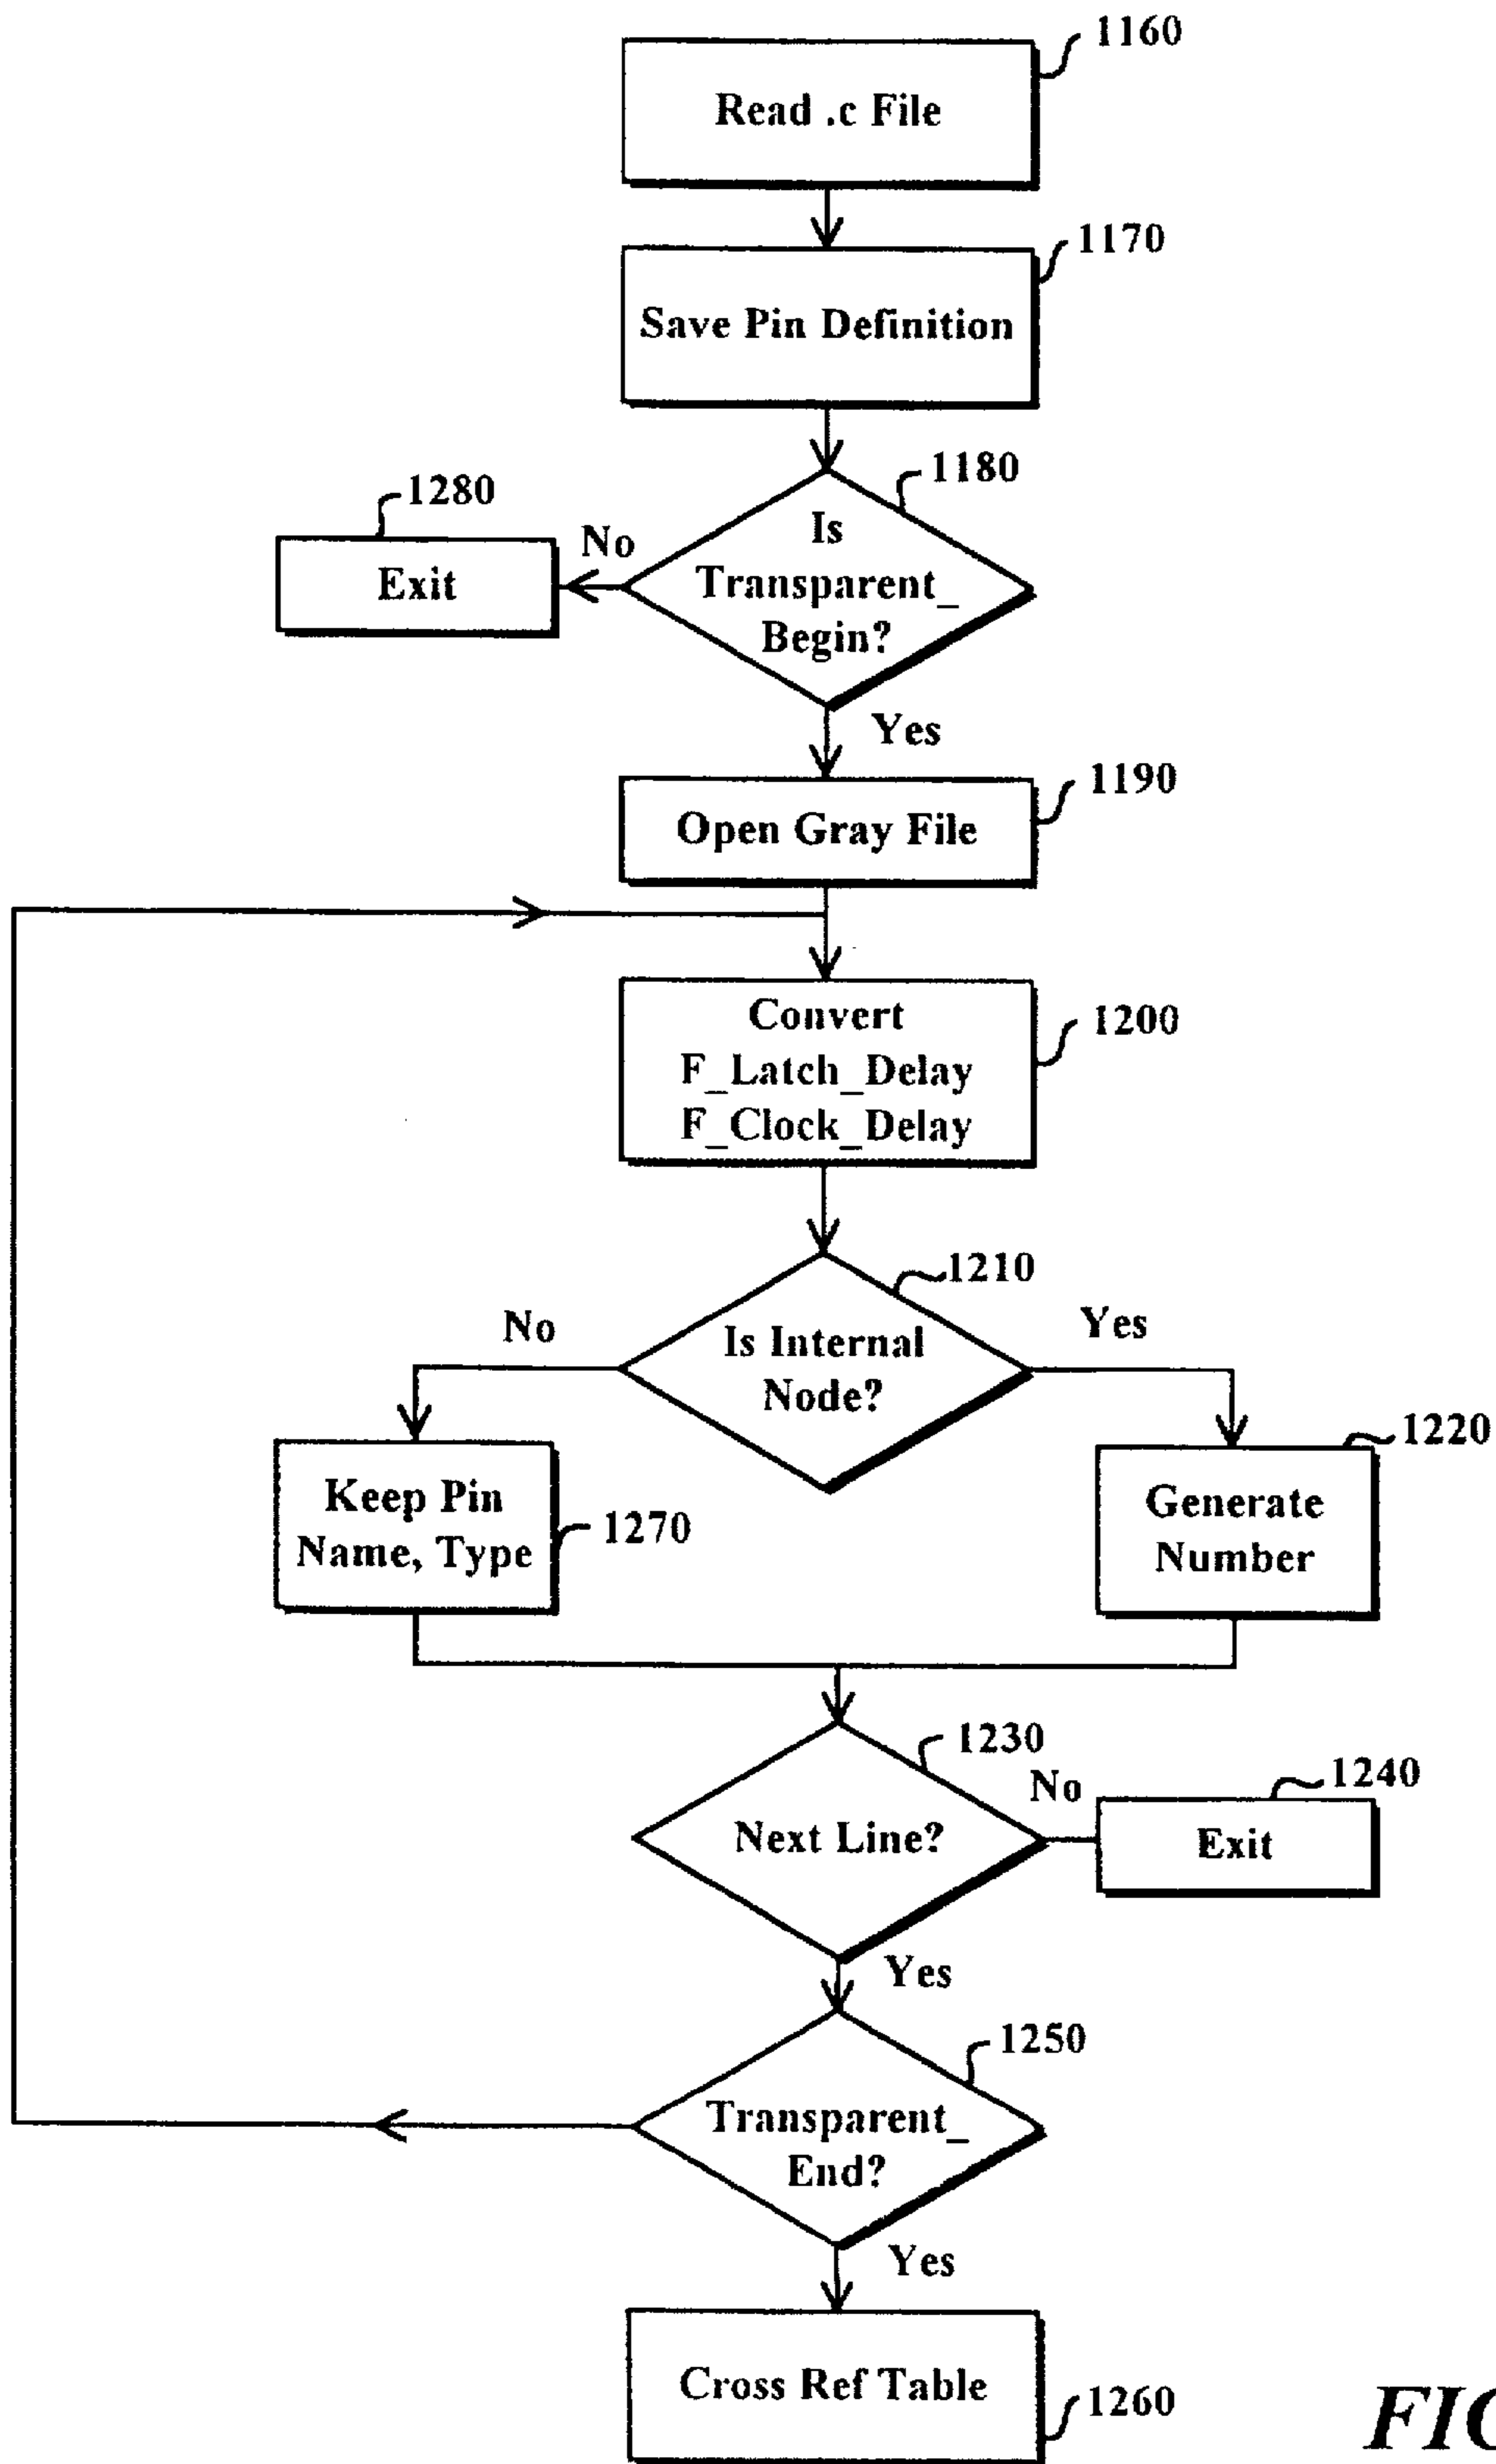 1160
Read .c File
1170
Save Pin Definition
1180
1280
Is
Transparent_
Begin?
No
Exit
Yes
1190
Open Gray File
Convert
F_Latch_Delay
F_Clock_Delay
1200
1210
No
Yes
Is Internal
Node?
1220
Keep Pin
Name, Type
1270
Generate
Number
1230
1240
No
Next Line?
Exit
Yes
1250
Transparent_
End?
Yes
Cross Ref Table
1260